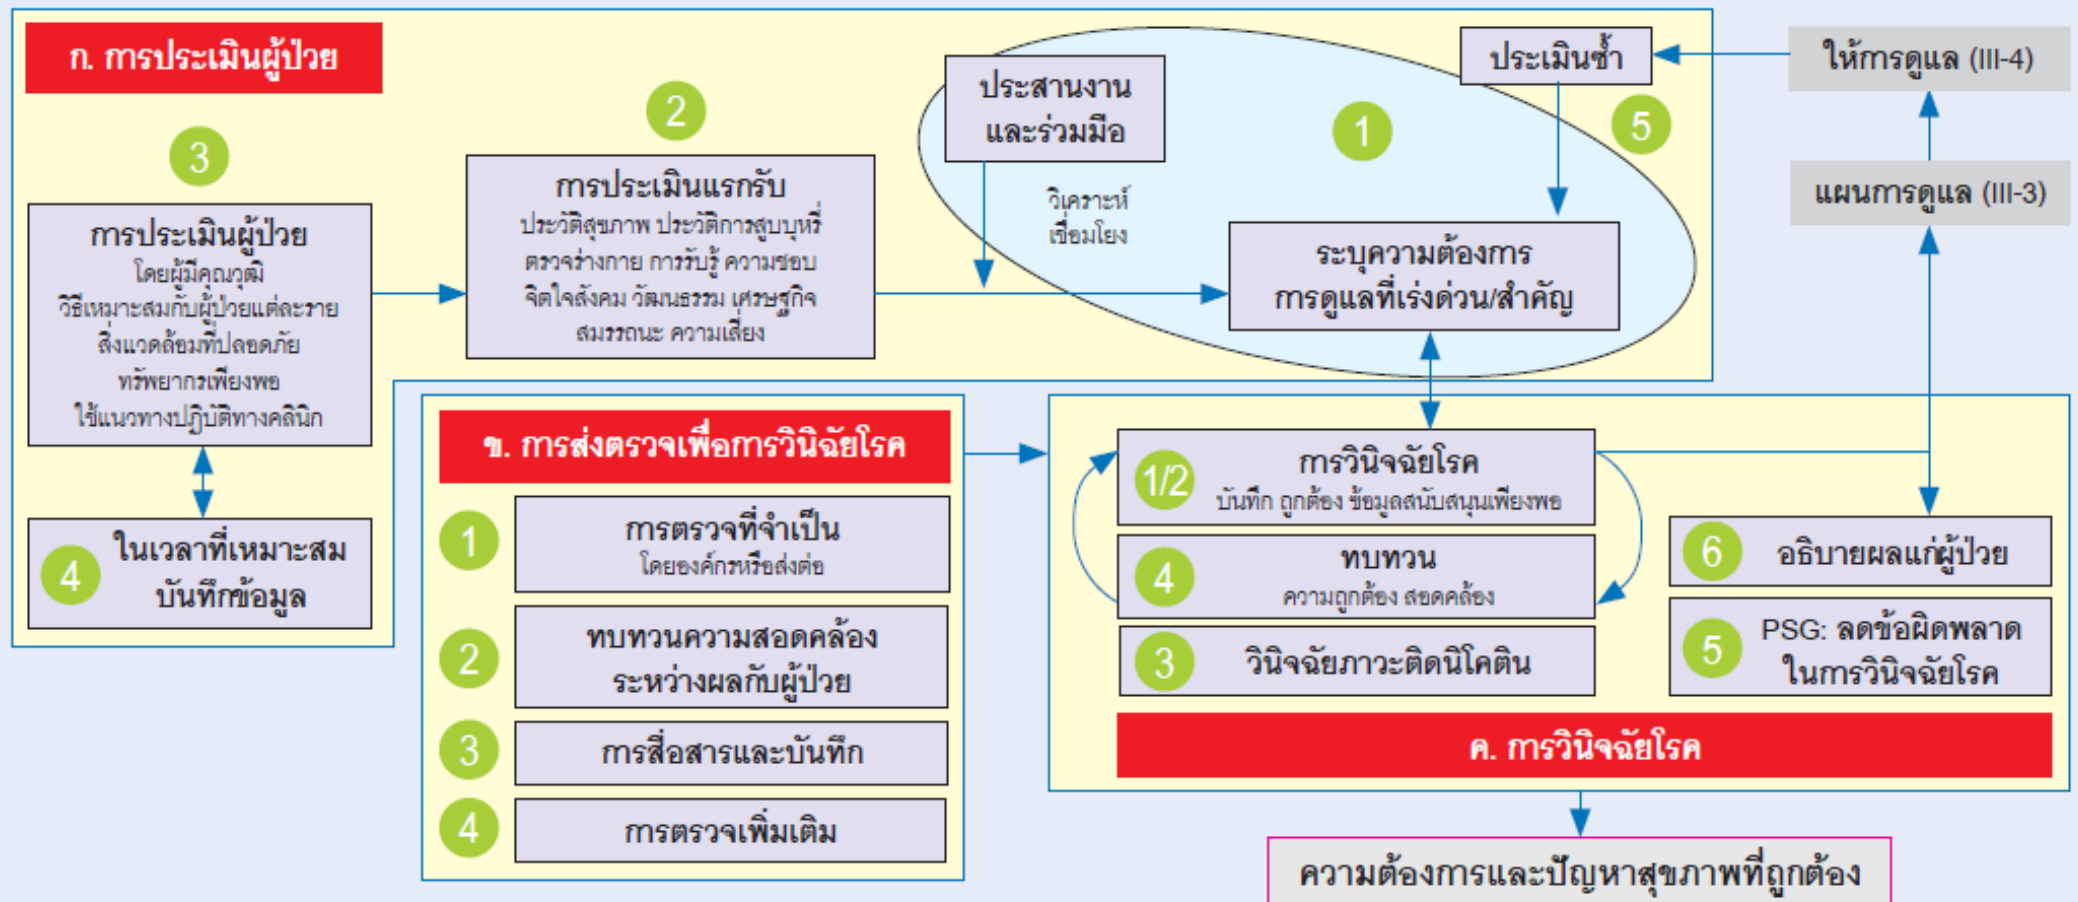 ก. การประเมินผู้ป่วย
3
การประเมินผู้ป่วย
โดยผู้มีคุณวุฒิ
วิธีเหมาะสมกับผู้ป่วยแต่ละราย
สิ่งแวดล้อมที่ปลอดภัย
ทรัพยากรเพียงพอ
ใช้แนวทางปฏิบัติทางคลินิก
4
ในเวลาที่เหมาะสม
บันทึกข้อมูล
2
การประเมินแรกรับ
ประวัติสุขภาพ ประวัติการสูบบุหรี่
ตรวจร่างกาย การรับรู้ ความชอบ
จิตใจสังคม วัฒนธรรม เศรษฐกิจ
สมรรถนะ ความเสี่ยง
ประสานงาน
และร่วมมือ
วิเคราะห์
เชื่อมโยง
1
ประเมินซ้ำ
5
ระบุความต้องการ
การดูแลที่เร่งด่วน/สำคัญ
ให้การดูแล (III-4)
แผนการดูแล (III-3)
ข. การส่งตรวจเพื่อการวินิจฉัยโรค
1
การตรวจที่จำเป็น
โดยองค์กรหรือส่งต่อ
2
ทบทวนความสอดคล้อง
ระหว่างผลกับผู้ป่วย
3
การสื่อสารและบันทึก
4
การตรวจเพิ่มเติม
1/2
การวินิจฉัยโรค
บันทึก ถูกต้อง ข้อมูลสนับสนุนเพียงพอ
4
ทบทวน
ความถูกต้อง สอดคล้อง
3
วินิจฉัยภาวะติดนิโคติน
6
อธิบายผลแก่ผู้ป่วย
5
PSG: ลดข้อผิดพลาด
ในการวินิจฉัยโรค
ค. การวินิจฉัยโรค
ความต้องการและปัญหาสุขภาพที่ถูกต้อง